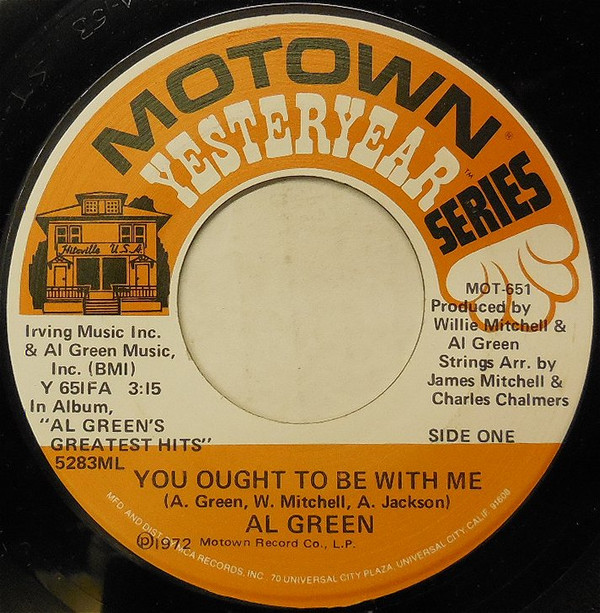 MOTOWN®
YESTERYEAR™
SERIES
Hitsville U.S.A.
MOT-651
Produced by
Willie Mitchell &
Al Green
Strings Arr. by
James Mitchell &
Charles Chalmers
SIDE ONE
Irving Music Inc.
& Al Green Music,
Inc. (BMI)
Y 651FA 3:15
In Album,
"AL GREEN'S
GREATEST HITS"
5283ML
YOU OUGHT TO BE WITH ME
(A. Green, W. Mitchell, A. Jackson)
AL GREEN
℗1972 Motown Record Co., L.P.
MFD. AND DIST. MCA RECORDS, INC. 70 UNIVERSAL CITY PLAZA, UNIVERSAL CITY, CALIF. 91608